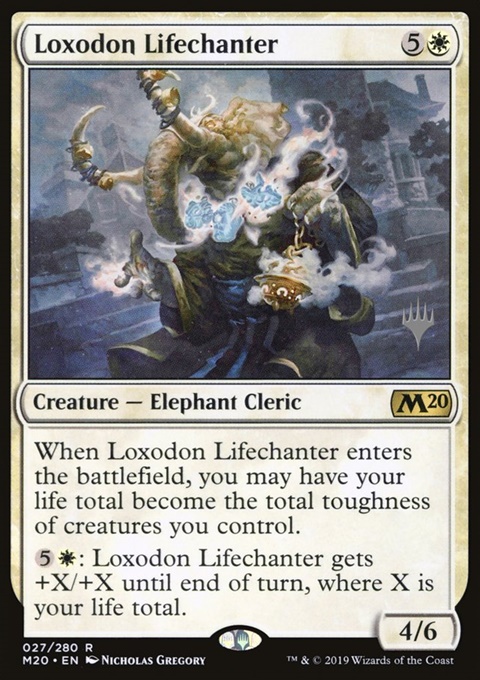 Loxodon Lifechanter 5
Creature — Elephant Cleric M20
When Loxodon Lifechanter enters
the battlefield, you may have your
life total become the total toughness
of creatures you control.
5 : Loxodon Lifechanter gets
+X/+X until end of turn, where X is
your life total.
4/6
027/280 R
M20 • EN Nicholas Gregory ™ & © 2019 Wizards of the Coast